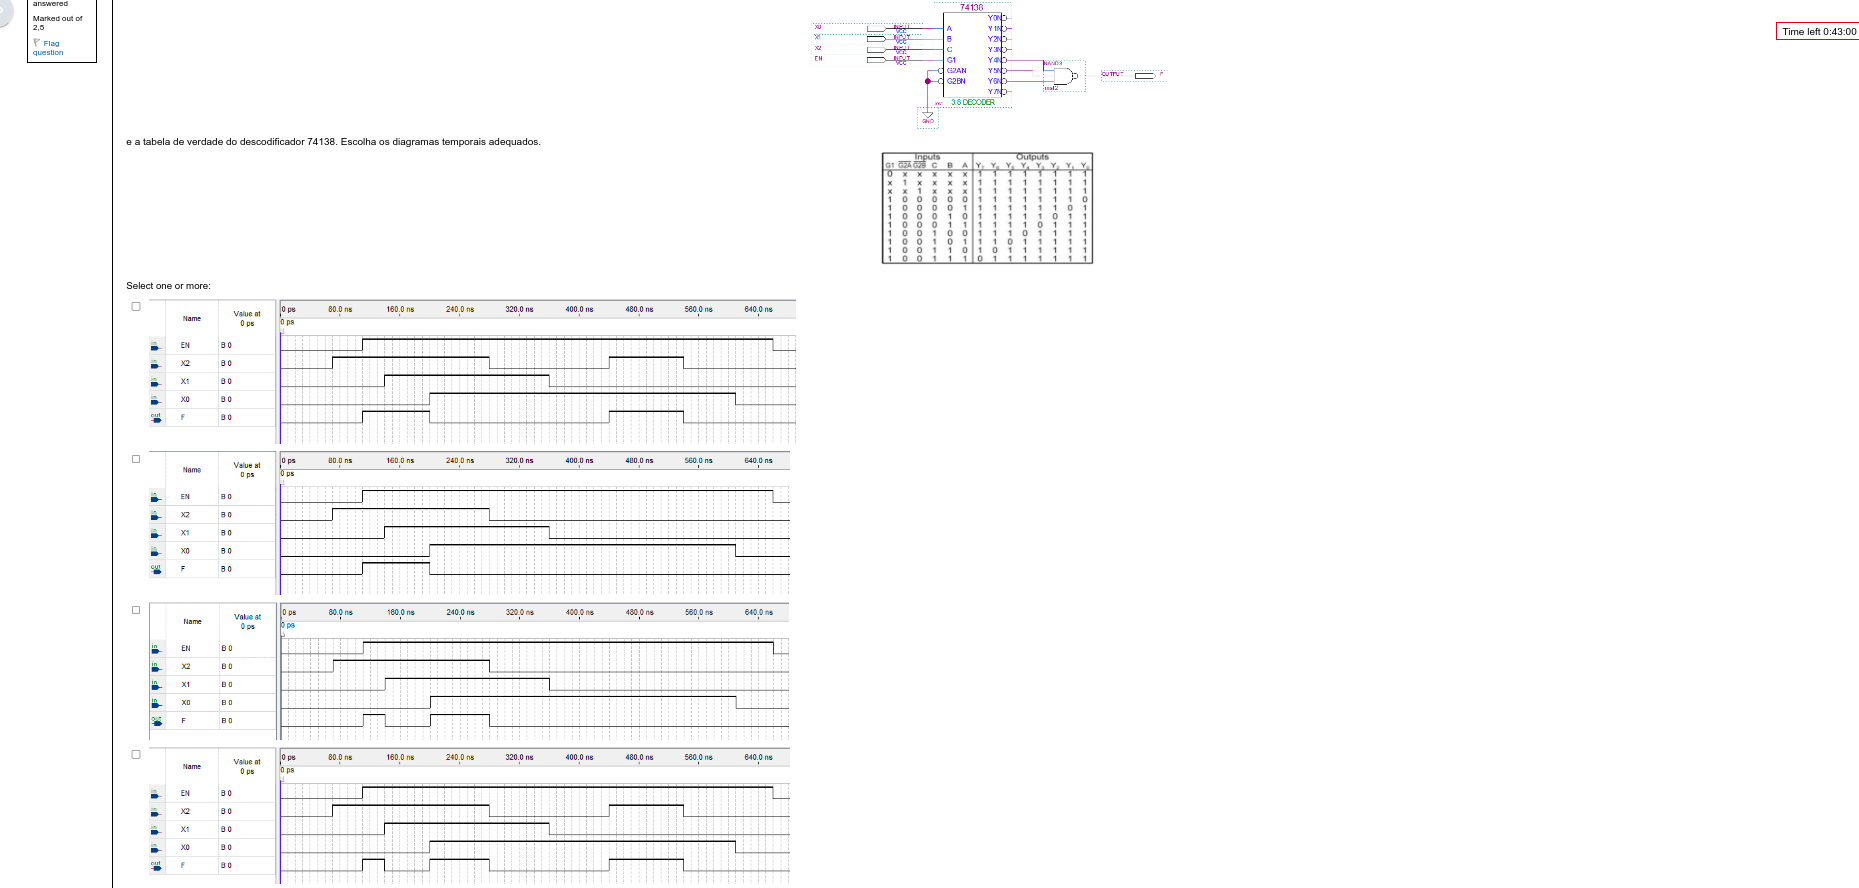 answered
Marked out of
2,5
Flag
question
Time left 0:43:00
74138
X0 INPUT VCC A Y0N
X1 INPUT VCC B Y1N
X2 INPUT VCC C Y2N
EN INPUT VCC G1 Y3N
G2AN Y4N
G2BN Y5N
Y6N
Y7N
NAND3
inst2
OUTPUT F
inst 3:8 DECODER
GND
e a tabela de verdade do descodificador 74138. Escolha os diagramas temporais adequados.
Inputs Outputs
G1 G2A G2B C B A Y7 Y6 Y5 Y4 Y3 Y2 Y1 Y0
0 x x x x x 1 1 1 1 1 1 1 1
x 1 x x x x 1 1 1 1 1 1 1 1
x x 1 x x x 1 1 1 1 1 1 1 1
1 0 0 0 0 0 1 1 1 1 1 1 1 0
1 0 0 0 0 1 1 1 1 1 1 1 0 1
1 0 0 0 1 0 1 1 1 1 1 0 1 1
1 0 0 0 1 1 1 1 1 1 0 1 1 1
1 0 0 1 0 0 1 1 1 0 1 1 1 1
1 0 0 1 0 1 1 1 0 1 1 1 1 1
1 0 0 1 1 0 1 0 1 1 1 1 1 1
1 0 0 1 1 1 0 1 1 1 1 1 1 1
Select one or more:
Name Value at 0 ps 0 ps 80.0 ns 160.0 ns 240.0 ns 320.0 ns 400.0 ns 480.0 ns 560.0 ns 640.0 ns
0 ps
in EN B 0
in X2 B 0
in X1 B 0
in X0 B 0
out F B 0
Name Value at 0 ps 0 ps 80.0 ns 160.0 ns 240.0 ns 320.0 ns 400.0 ns 480.0 ns 560.0 ns 640.0 ns
0 ps
in EN B 0
in X2 B 0
in X1 B 0
in X0 B 0
out F B 0
Name Value at 0 ps 0 ps 80.0 ns 160.0 ns 240.0 ns 320.0 ns 400.0 ns 480.0 ns 560.0 ns 640.0 ns
0 ps
in EN B 0
in X2 B 0
in X1 B 0
in X0 B 0
out F B 0
Name Value at 0 ps 0 ps 80.0 ns 160.0 ns 240.0 ns 320.0 ns 400.0 ns 480.0 ns 560.0 ns 640.0 ns
0 ps
in EN B 0
in X2 B 0
in X1 B 0
in X0 B 0
out F B 0